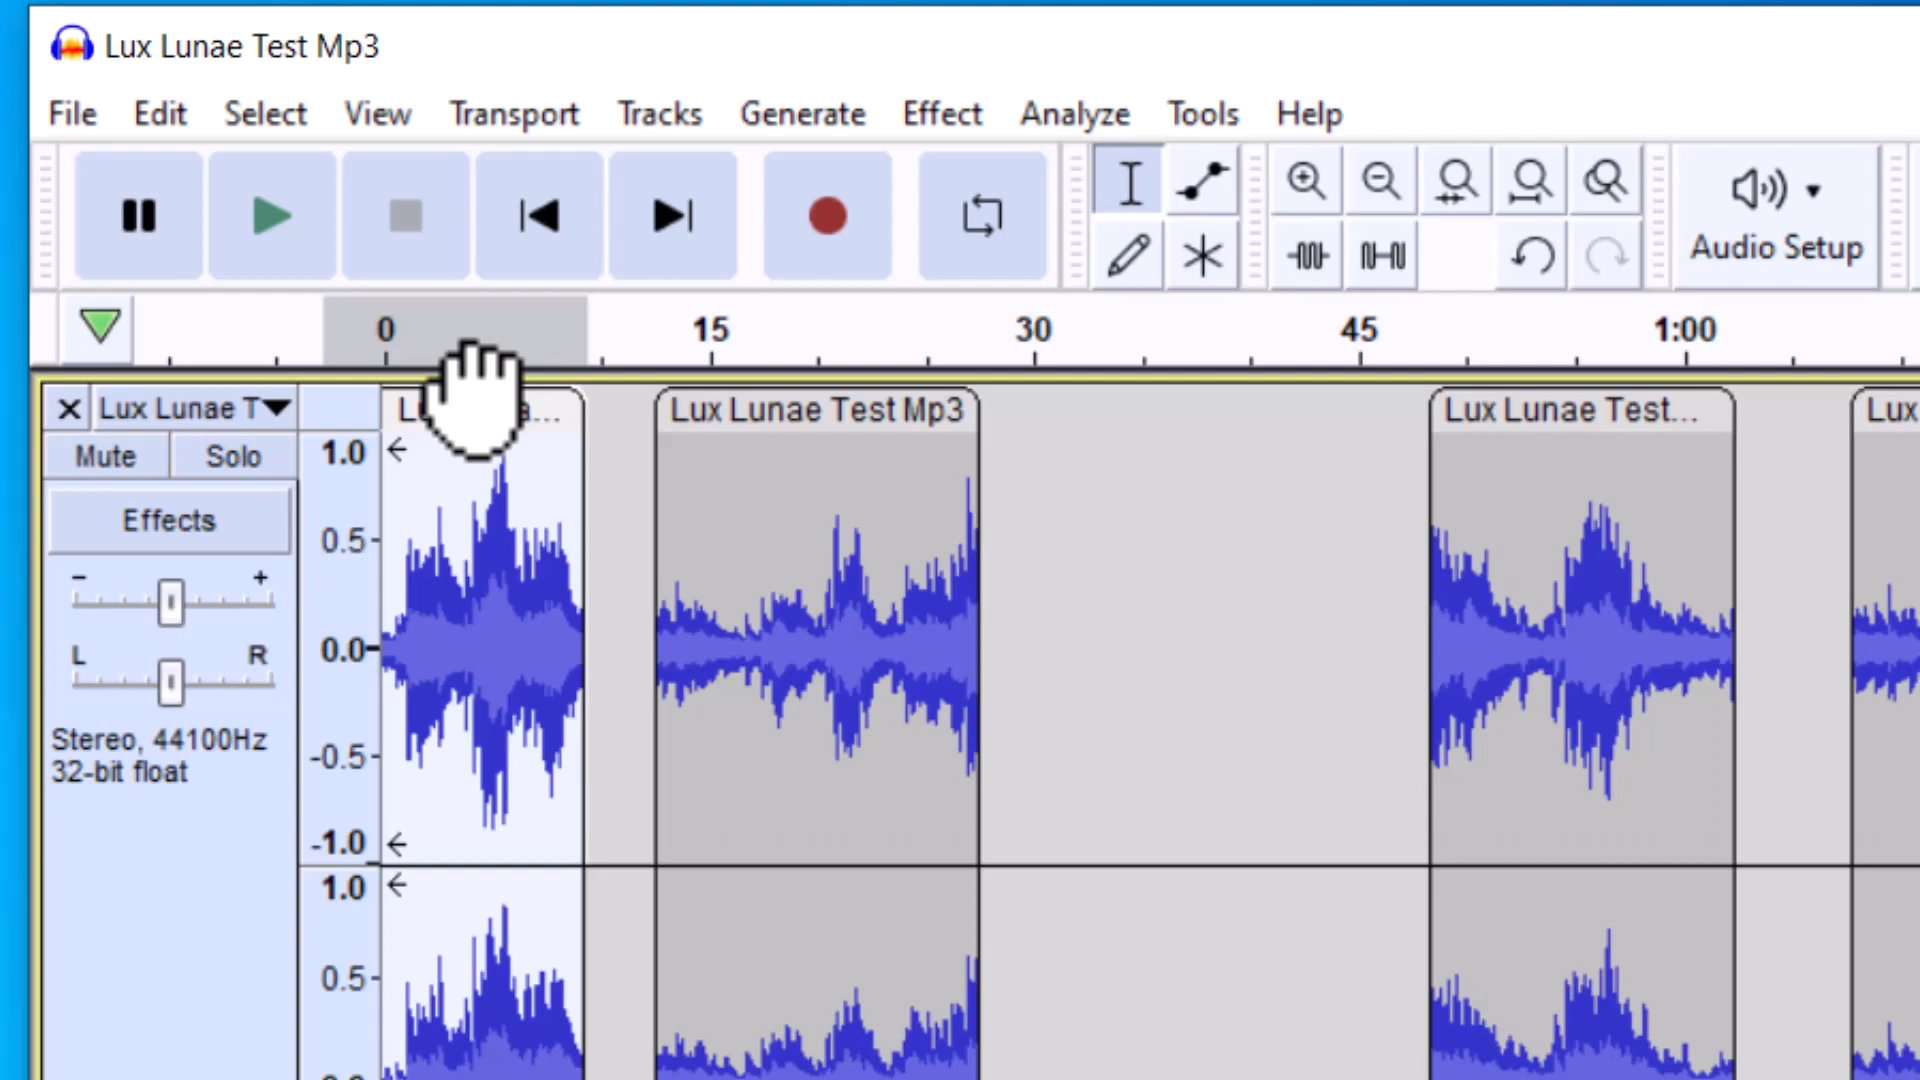 Lux Lunae Test Mp3
File Edit Select View Transport Tracks Generate Effect Analyze Tools Help
Audio Setup
0 15 30 45 1:00
Lux Lunae T
Lux Lunae Test Mp3
Lux Lunae Test...
Lux
Mute Solo
Effects
- +
L R
Stereo, 44100Hz
32-bit float
1.0
0.5
0.0
-0.5
-1.0
1.0
0.5